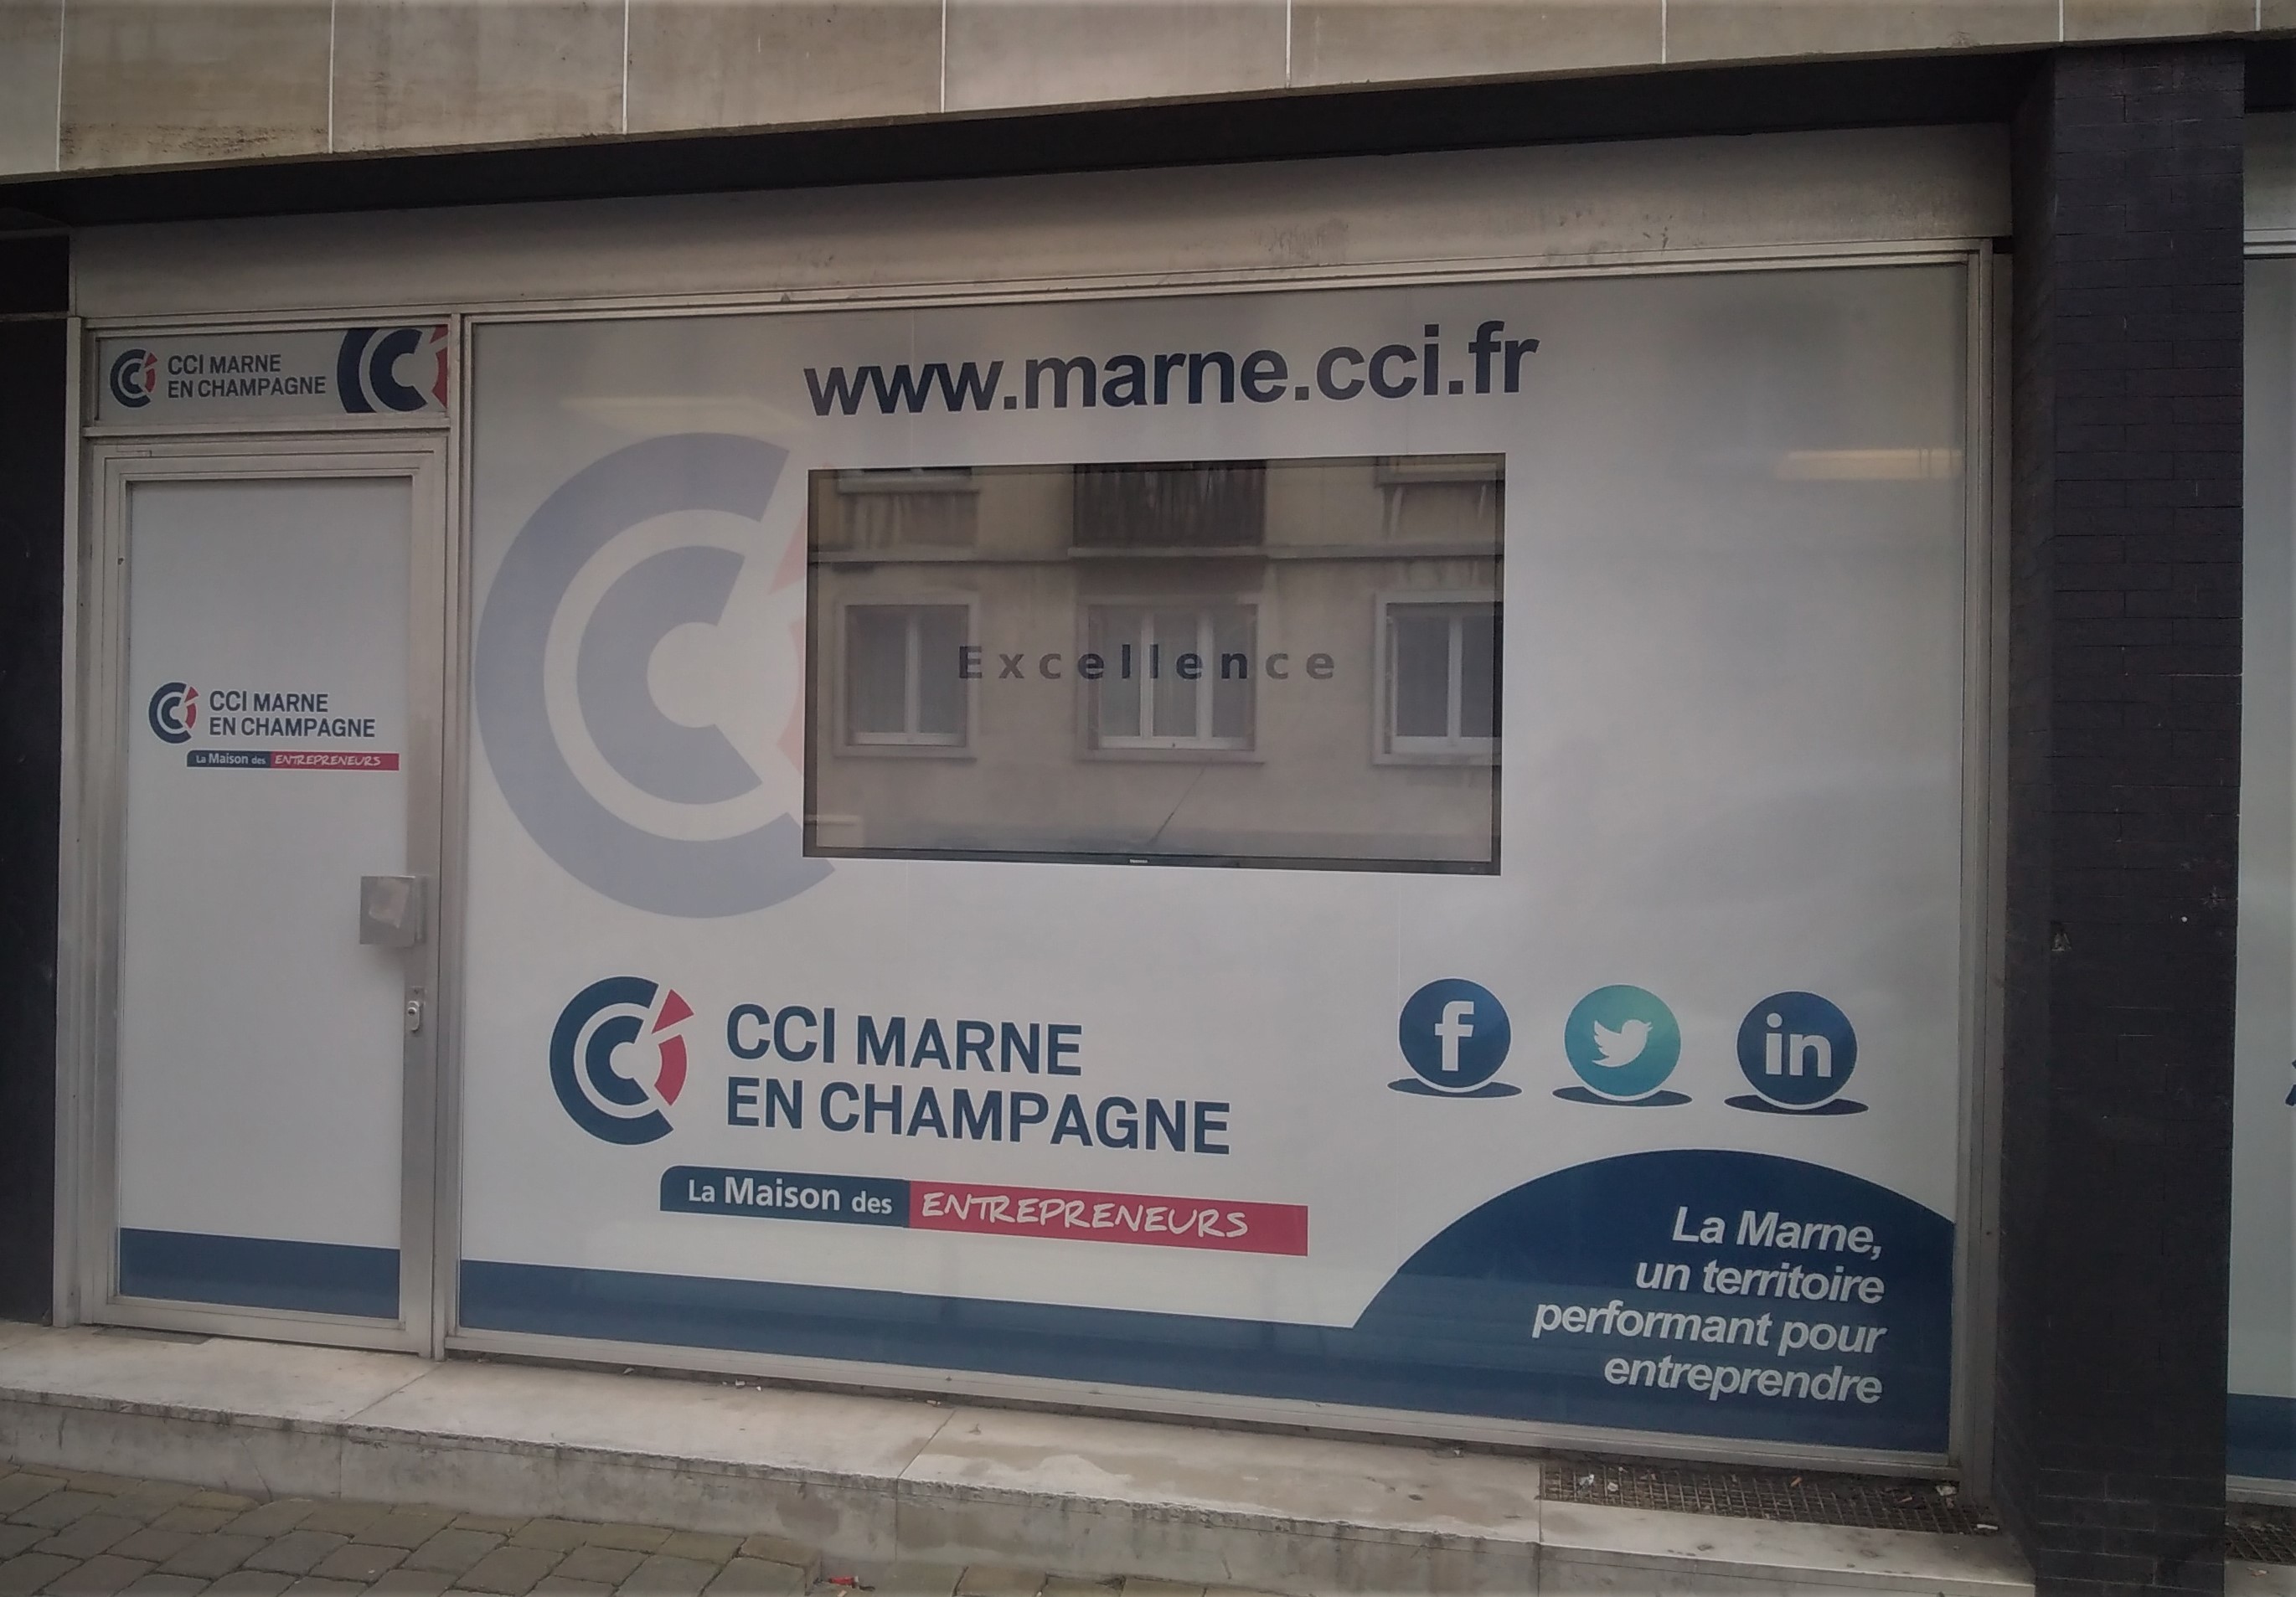 CCI MARNE
EN CHAMPAGNE
www.marne.cci.fr
Excellence
CCI MARNE
EN CHAMPAGNE
La Maison des ENTREPRENEURS
CCI MARNE
EN CHAMPAGNE
La Maison des ENTREPRENEURS
f
in
La Marne,
un territoire
performant pour
entreprendre